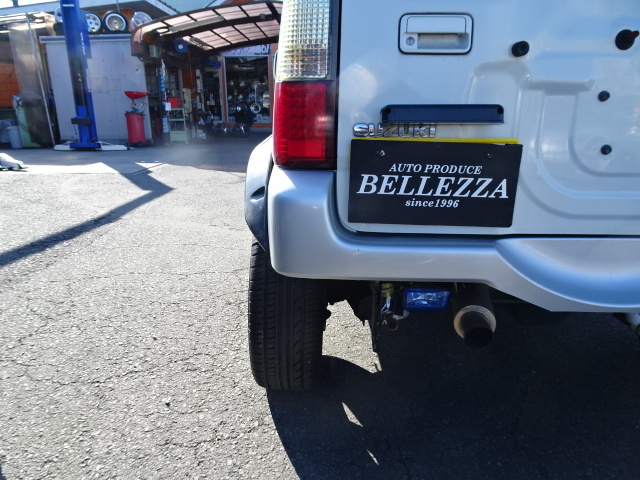 SUZUKI
AUTO PRODUCE
BELLEZZA
since1996